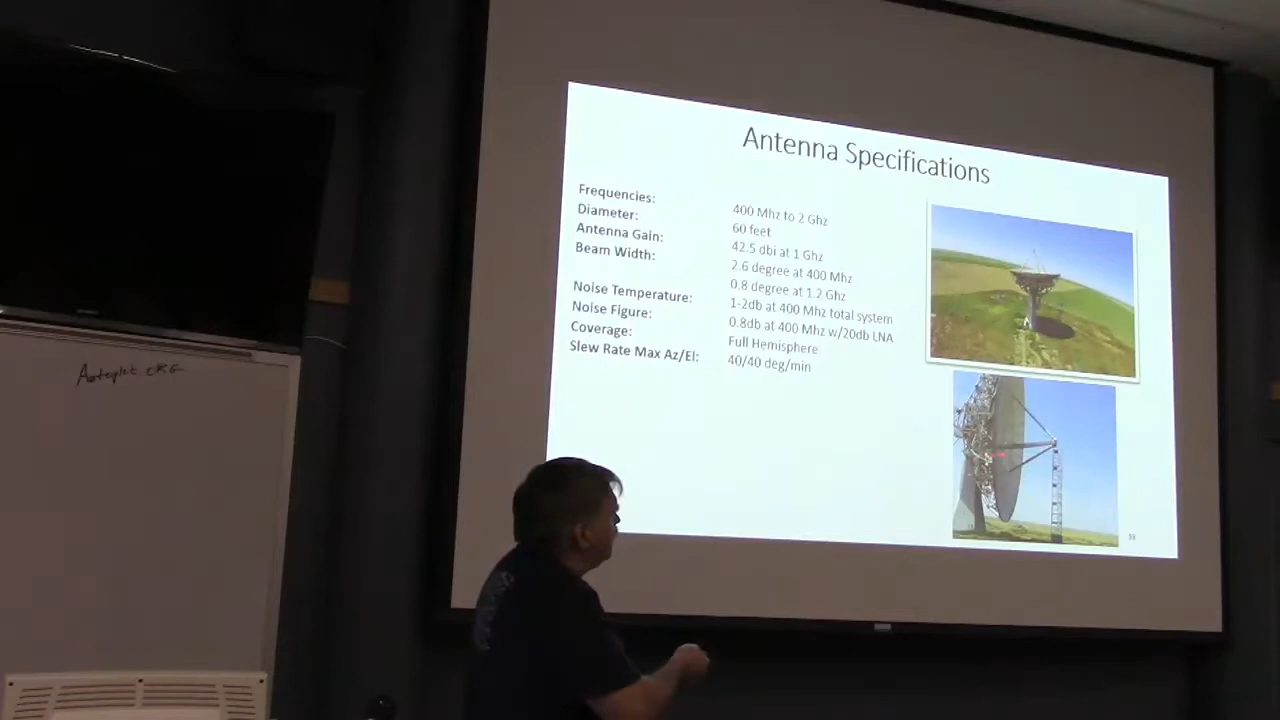 Antenna Specifications
Frequencies: 400 Mhz to 2 Ghz
Diameter: 60 feet
Antenna Gain: 42.5 dbi at 1 Ghz
Beam Width: 2.6 degree at 400 Mhz
0.8 degree at 1.2 Ghz
Noise Temperature: 1-2db at 400 Mhz total system
Noise Figure: 0.8db at 400 Mhz w/20db LNA
Coverage: Full Hemisphere
Slew Rate Max Az/El: 40/40 deg/min